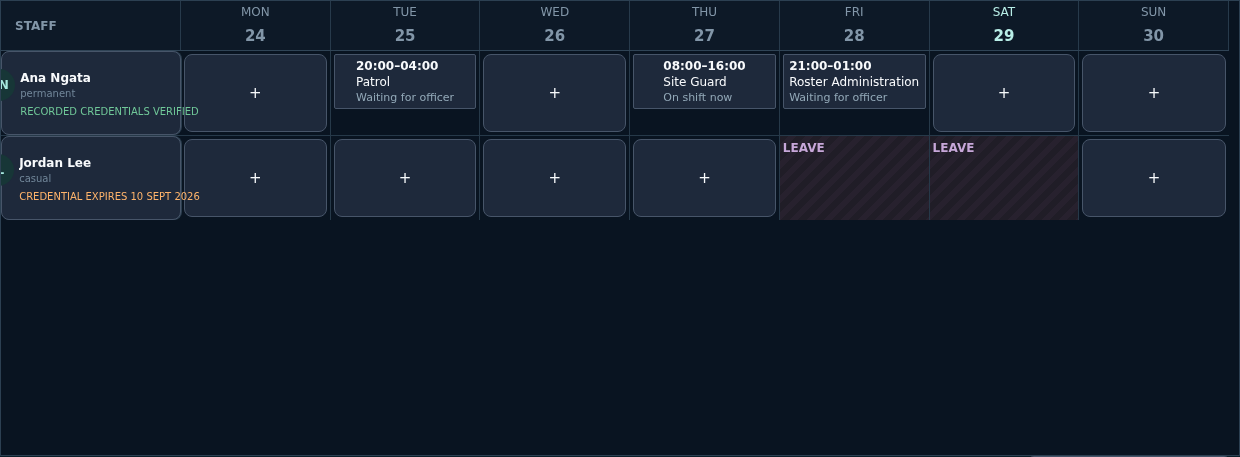 STAFF
MON
24
TUE
25
WED
26
THU
27
FRI
28
SAT
29
SUN
30
N
Ana Ngata
permanent
RECORDED CREDENTIALS VERIFIED
+
20:00–04:00
Patrol
Waiting for officer
+
08:00–16:00
Site Guard
On shift now
21:00–01:00
Roster Administration
Waiting for officer
+
+
Jordan Lee
casual
CREDENTIAL EXPIRES 10 SEPT 2026
+
+
+
+
LEAVE
LEAVE
+